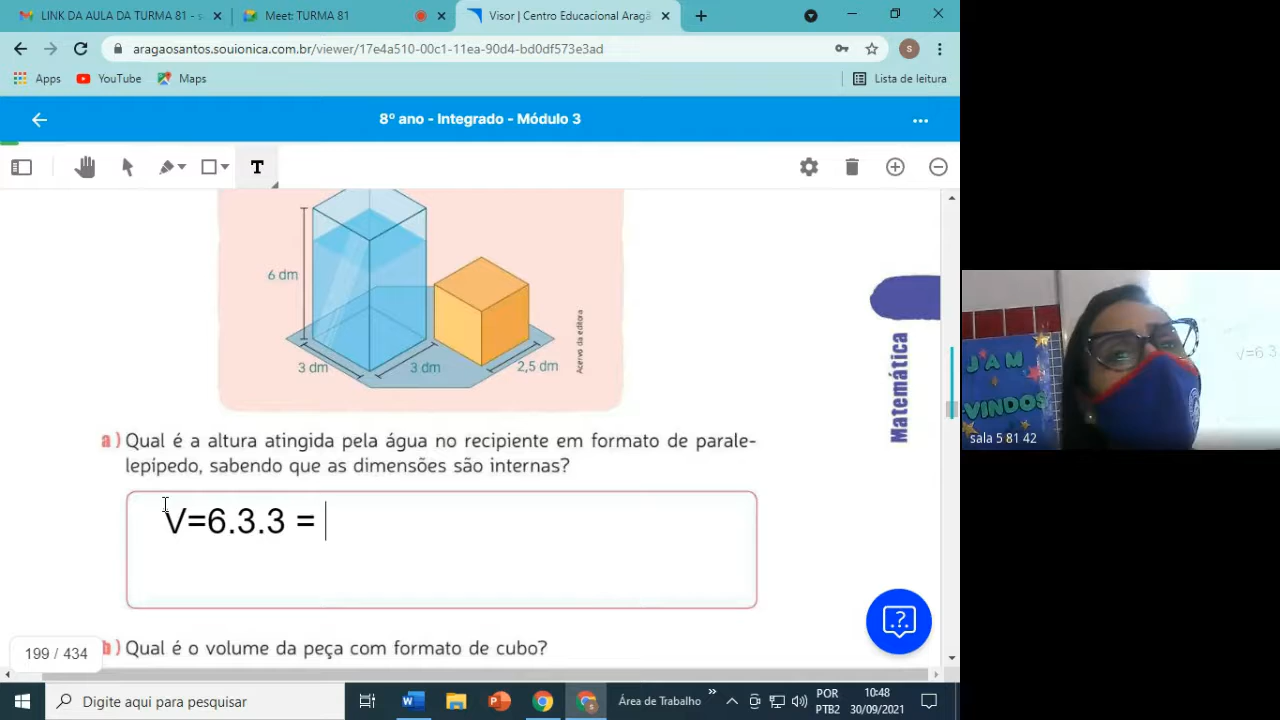 LINK DA AULA DA TURMA 81 - s
Meet: TURMA 81
Visor | Centro Educacional Aragã
aragaosantos.souionica.com.br/viewer/17e4a510-00c1-11ea-90d4-bd0df573e3ad
s
Apps
YouTube
Maps
Lista de leitura
8º ano - Integrado - Módulo 3
T
6 dm
3 dm
3 dm
2,5 dm
Acervo da editora
Matemática
a) Qual é a altura atingida pela água no recipiente em formato de parale-
lepípedo, sabendo que as dimensões são internas?
V=6.3.3 =
b) Qual é o volume da peça com formato de cubo?
199 / 434
JAM
VINDOS
V=6.3
sala 5 81 42
Digite aqui para pesquisar
Área de Trabalho
POR
PTB2
10:48
30/09/2021